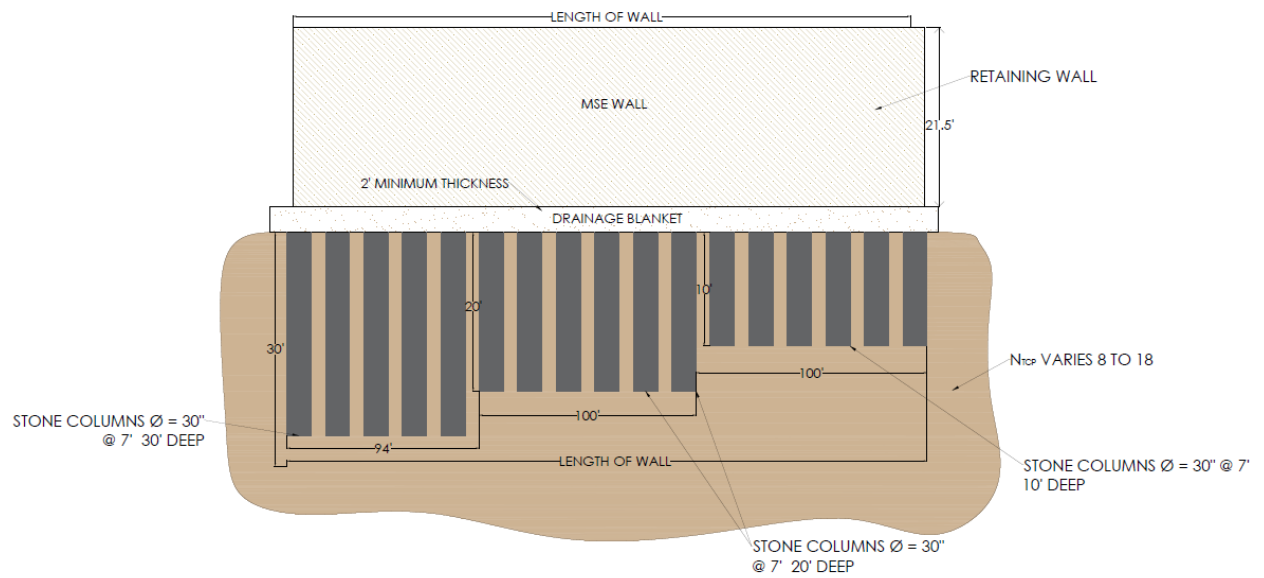 LENGTH OF WALL
RETAINING WALL
MSE WALL
21.5'
2' MINIMUM THICKNESS
DRAINAGE BLANKET
10'
20'
30'
N TCP VARIES 8 TO 18
100'
100'
STONE COLUMNS Ø = 30"
@ 7' 30' DEEP
94'
LENGTH OF WALL
STONE COLUMNS Ø = 30" @ 7'
10' DEEP
STONE COLUMNS Ø = 30"
@ 7' 20' DEEP